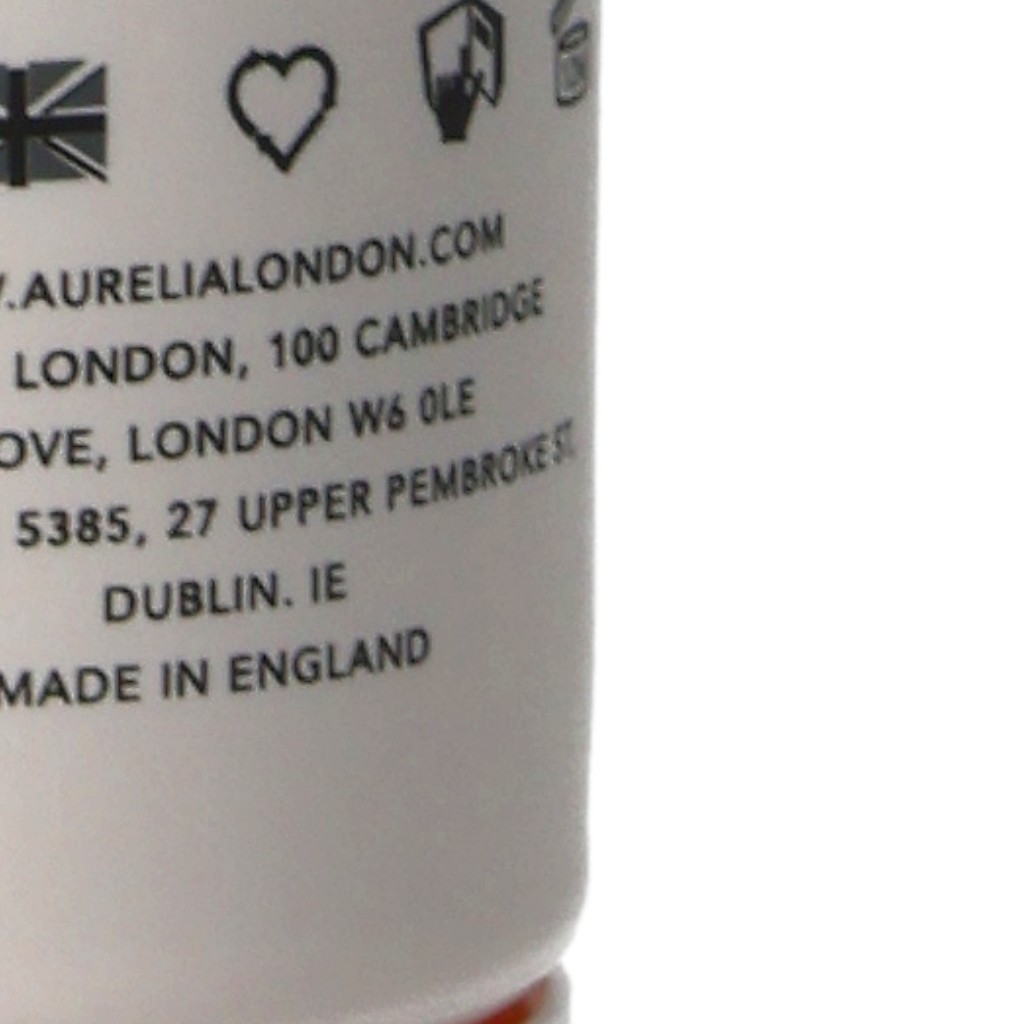 .AURELIALONDON.COM
LONDON, 100 CAMBRIDGE
OVE, LONDON W6 0LE
5385, 27 UPPER PEMBROKE ST.
DUBLIN. IE
MADE IN ENGLAND